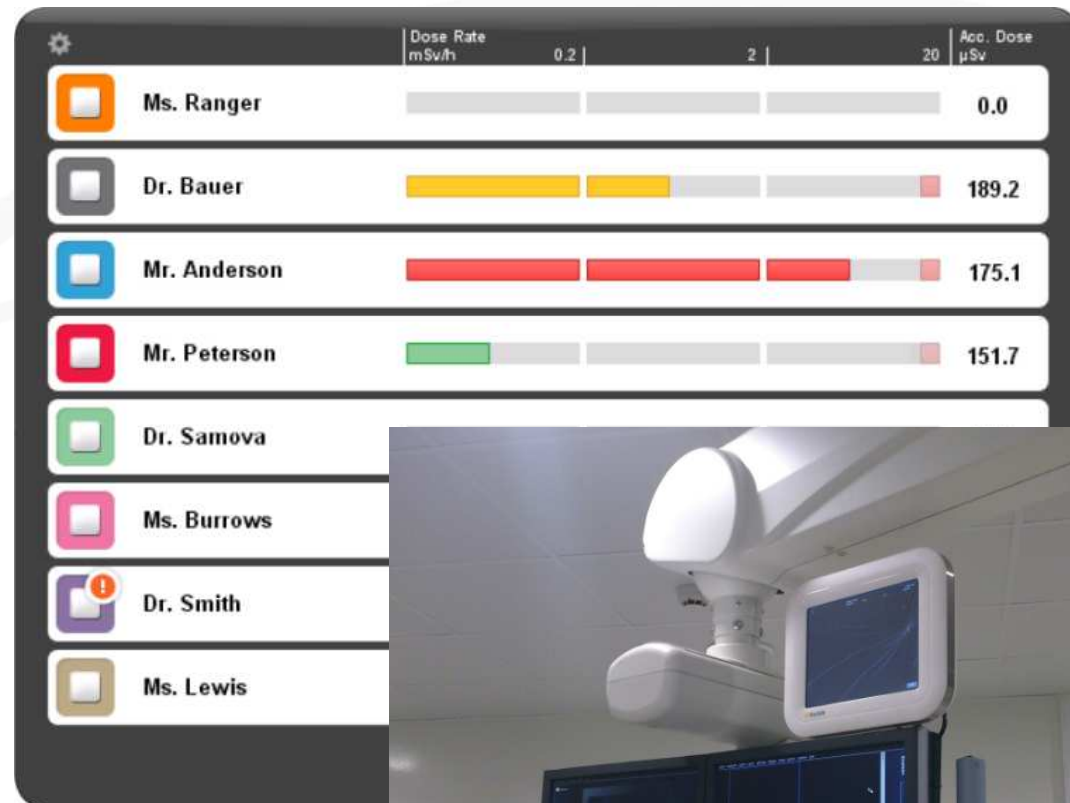 Dose Rate Acc. Dose
mSv/h 0.2 2 20 µSv
Ms. Ranger 0.0
Dr. Bauer 189.2
Mr. Anderson 175.1
Mr. Peterson 151.7
Dr. Samova
Ms. Burrows
!
Dr. Smith
Ms. Lewis